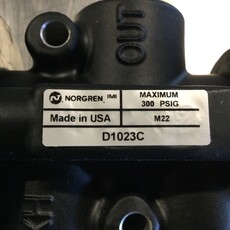 OUT
NORGREN IMI
MAXIMUM
300 PSIG
Made in USA
M22
D1023C